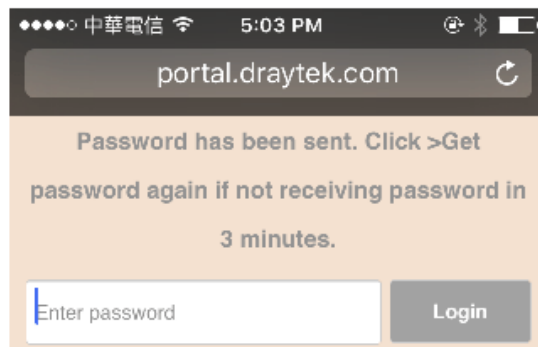 中華電信 5:03 PM
portal.draytek.com
Password has been sent. Click >Get
password again if not receiving password in
3 minutes.
Enter password Login